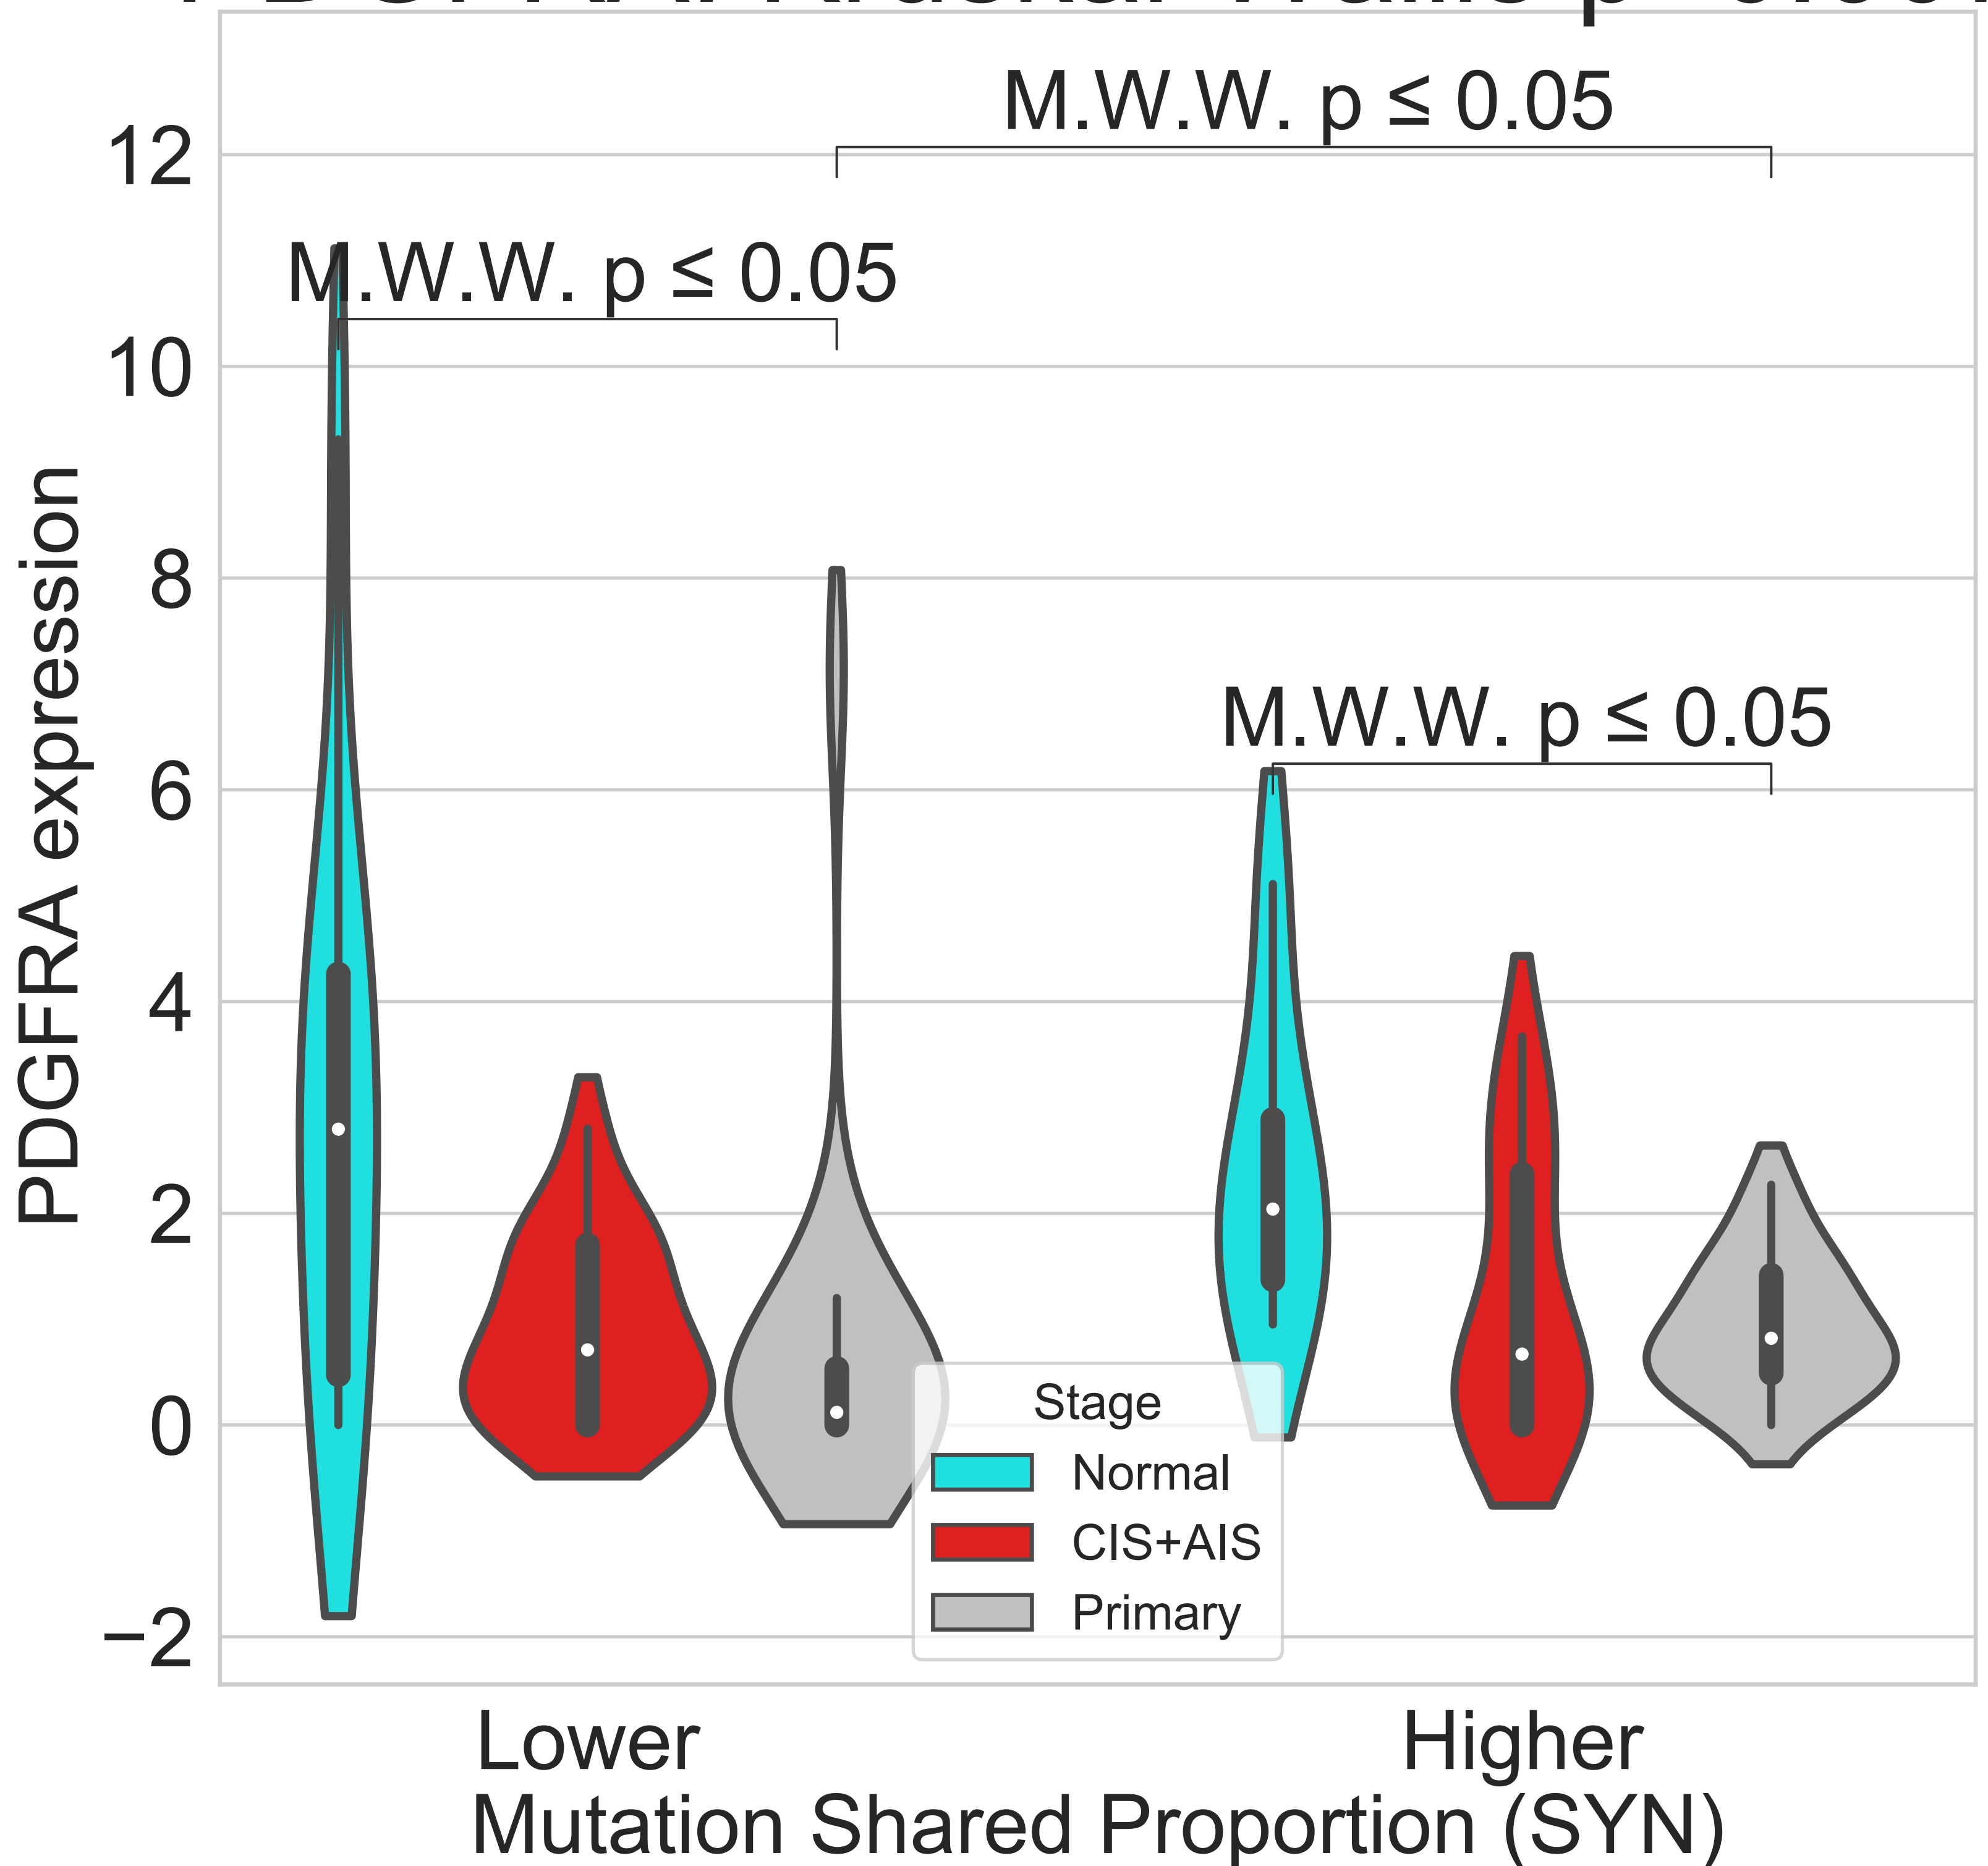 M.W.W. p ≤ 0.05
12
M.W.W. p ≤ 0.05
10
8
M.W.W. p ≤ 0.05
6
4
2
0
−2
PDGFRA expression
Stage
Normal
CIS+AIS
Primary
Lower
Higher
Mutation Shared Proportion (SYN)